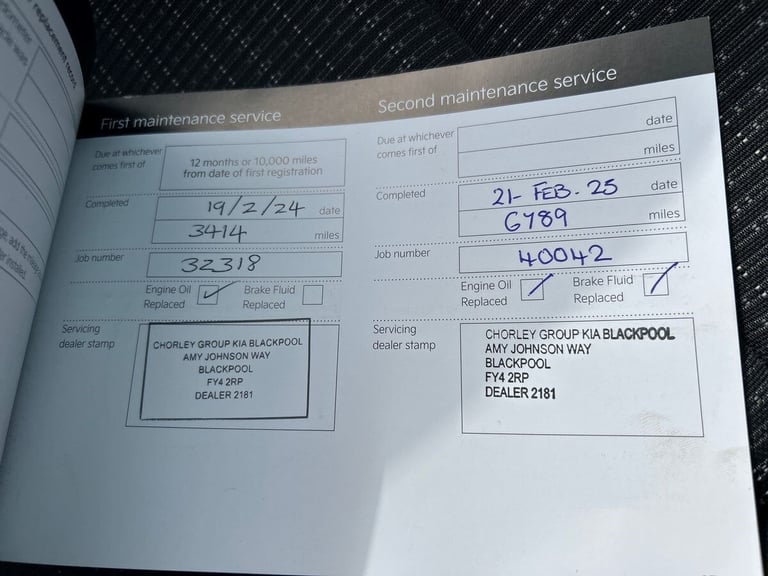 replacement record
First maintenance service
Due at whichever
comes first of
12 months or 10,000 miles
from date of first registration
Completed
19/2/24 date
3414 miles
Job number
32318
Engine Oil
Replaced
Brake Fluid
Replaced
Servicing
dealer stamp
CHORLEY GROUP KIA BLACKPOOL
AMY JOHNSON WAY
BLACKPOOL
FY4 2RP
DEALER 2181
Second maintenance service
Due at whichever
comes first of
date
miles
Completed
21-FEB.25 date
6789 miles
Job number
40042
Engine Oil
Replaced
Brake Fluid
Replaced
Servicing
dealer stamp
CHORLEY GROUP KIA BLACKPOOL
AMY JOHNSON WAY
BLACKPOOL
FY4 2RP
DEALER 2181